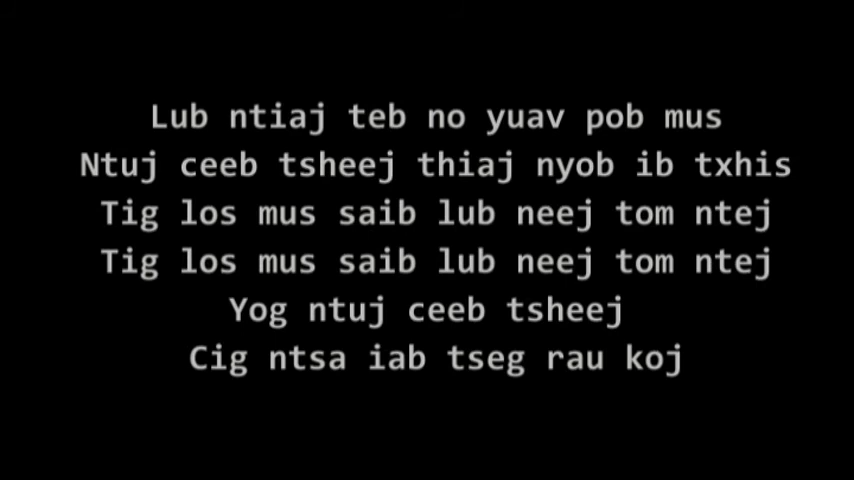 Lub ntiaj teb no yuav pob mus
Ntuj ceeb tsheej thiaj nyob ib txhis
Tig los mus saib lub neej tom ntej
Tig los mus saib lub neej tom ntej
Yog ntuj ceeb tsheej
Cig ntsa iab tseg rau koj